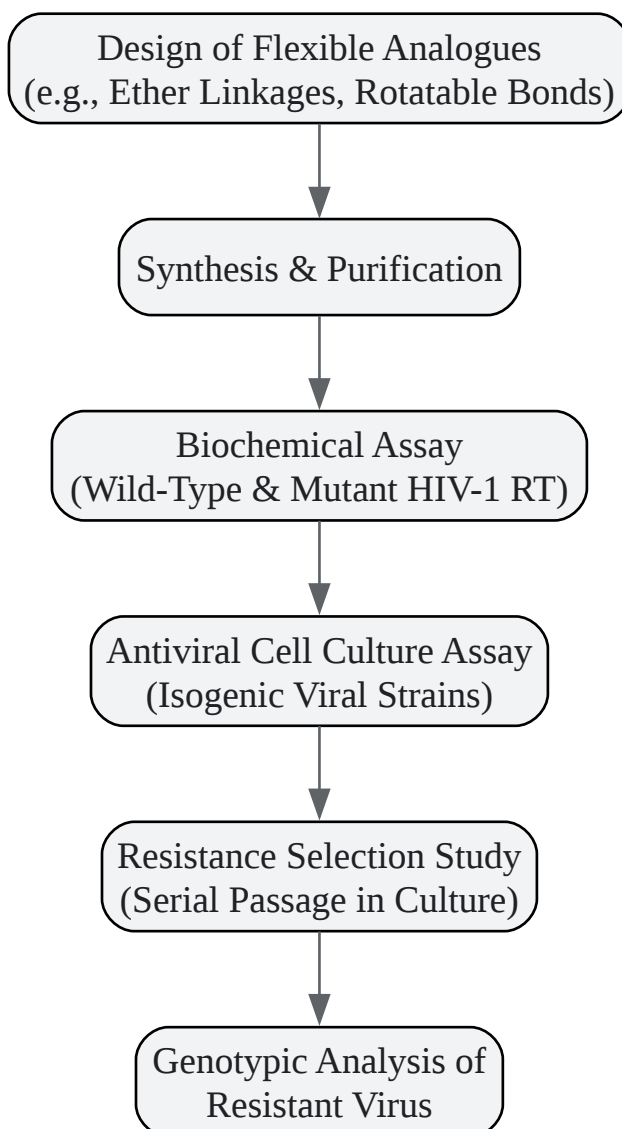 Design of Flexible Analogues
(e.g., Ether Linkages, Rotatable Bonds)
Synthesis & Purification
Biochemical Assay
(Wild-Type & Mutant HIV-1 RT)
Antiviral Cell Culture Assay
(Isogenic Viral Strains)
Resistance Selection Study
(Serial Passage in Culture)
Genotypic Analysis of
Resistant Virus